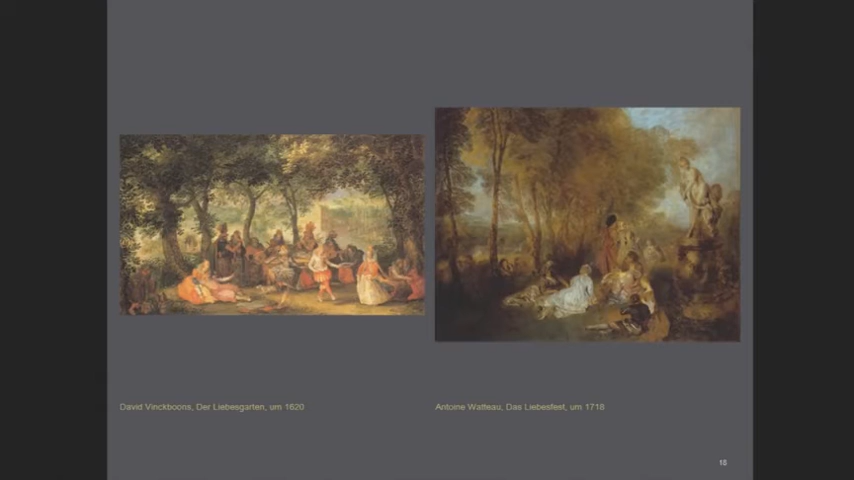 David Vinckboons, Der Liebesgarten, um 1620
Antoine Watteau, Das Liebesfest, um 1718
18